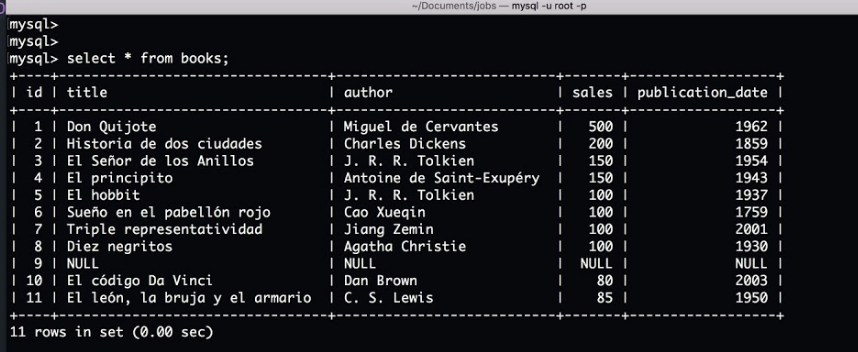 ~/Documents/jobs — mysql -u root -p
mysql>
mysql>
mysql> select * from books;
+----+--------------------------------+---------------------------+-------+------------------+
| id | title | author | sales | publication_date |
+----+--------------------------------+---------------------------+-------+------------------+
| 1 | Don Quijote | Miguel de Cervantes | 500 | 1962 |
| 2 | Historia de dos ciudades | Charles Dickens | 200 | 1859 |
| 3 | El Señor de los Anillos | J. R. R. Tolkien | 150 | 1954 |
| 4 | El principito | Antoine de Saint-Exupéry | 150 | 1943 |
| 5 | El hobbit | J. R. R. Tolkien | 100 | 1937 |
| 6 | Sueño en el pabellón rojo | Cao Xueqin | 100 | 1759 |
| 7 | Triple representatividad | Jiang Zemin | 100 | 2001 |
| 8 | Diez negritos | Agatha Christie | 100 | 1930 |
| 9 | NULL | NULL | NULL | NULL |
| 10 | El código Da Vinci | Dan Brown | 80 | 2003 |
| 11 | El león, la bruja y el armario | C. S. Lewis | 85 | 1950 |
+----+--------------------------------+---------------------------+-------+------------------+
11 rows in set (0.00 sec)